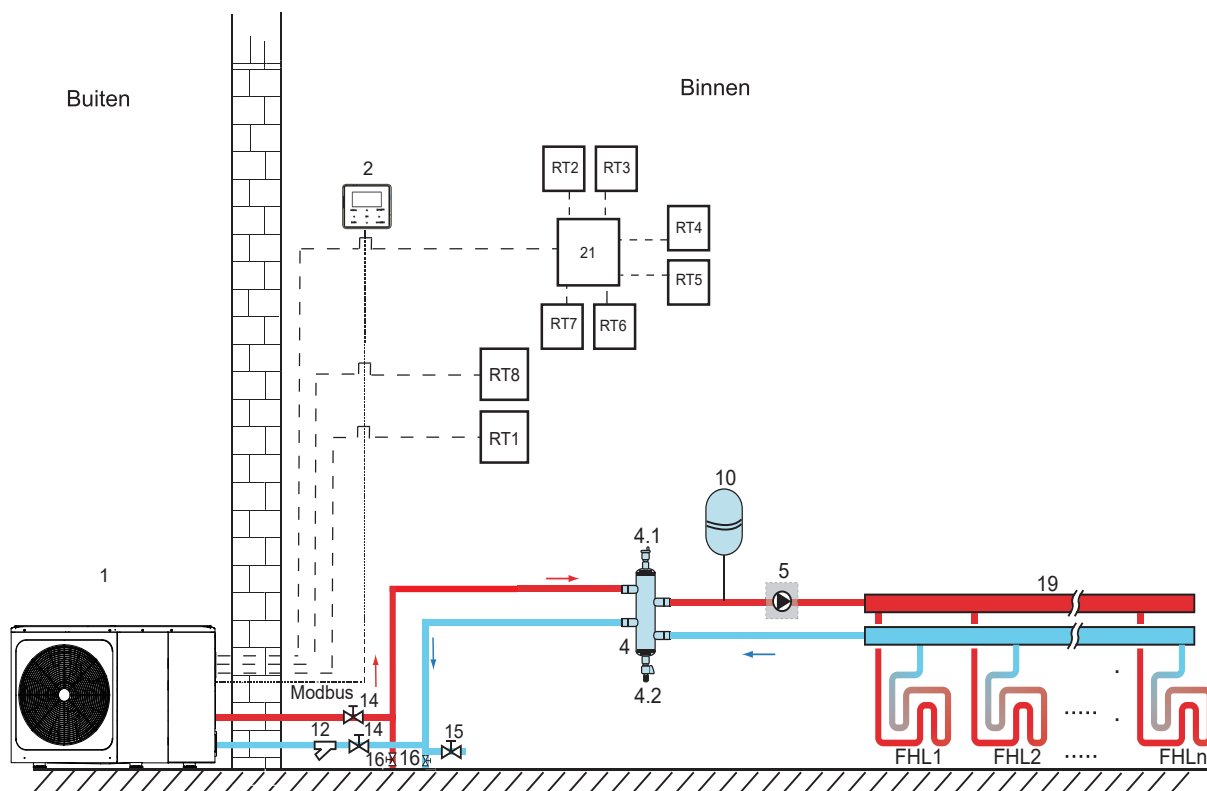 Buiten
Binnen
2
RT2
RT3
21
RT4
RT5
RT7
RT6
RT8
RT1
10
4.1
1
5
19
4
4.2
Modbus
14
12
14
15
16
16
FHL1
FHL2
.....
.....
FHLn